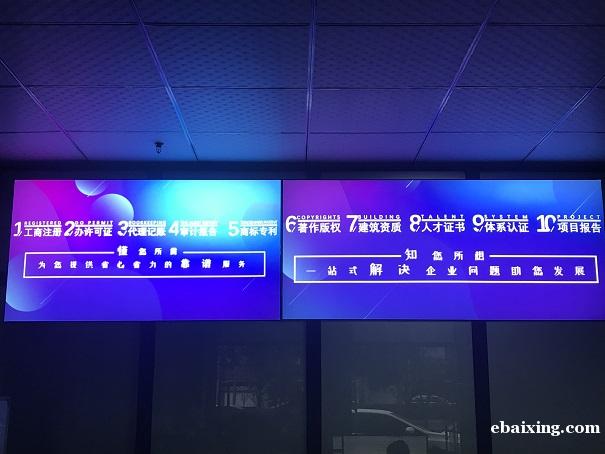 1 REGISTERED 工商注册 2 DO PERMIT 办许可证 3 BOOKKEEPING 代理记账 4 审计报告 5 商标专利
懂 您所需
为您提供省心省力的靠谱服务
6 COPYRIGHTS 著作版权 7 BUILDING 建筑资质 8 TALENT 人才证书 9 SYSTEM 体系认证 10 PROJECT 项目报告
知 您所想
一站式 解决 企业问题助您发展
ebaixing.com